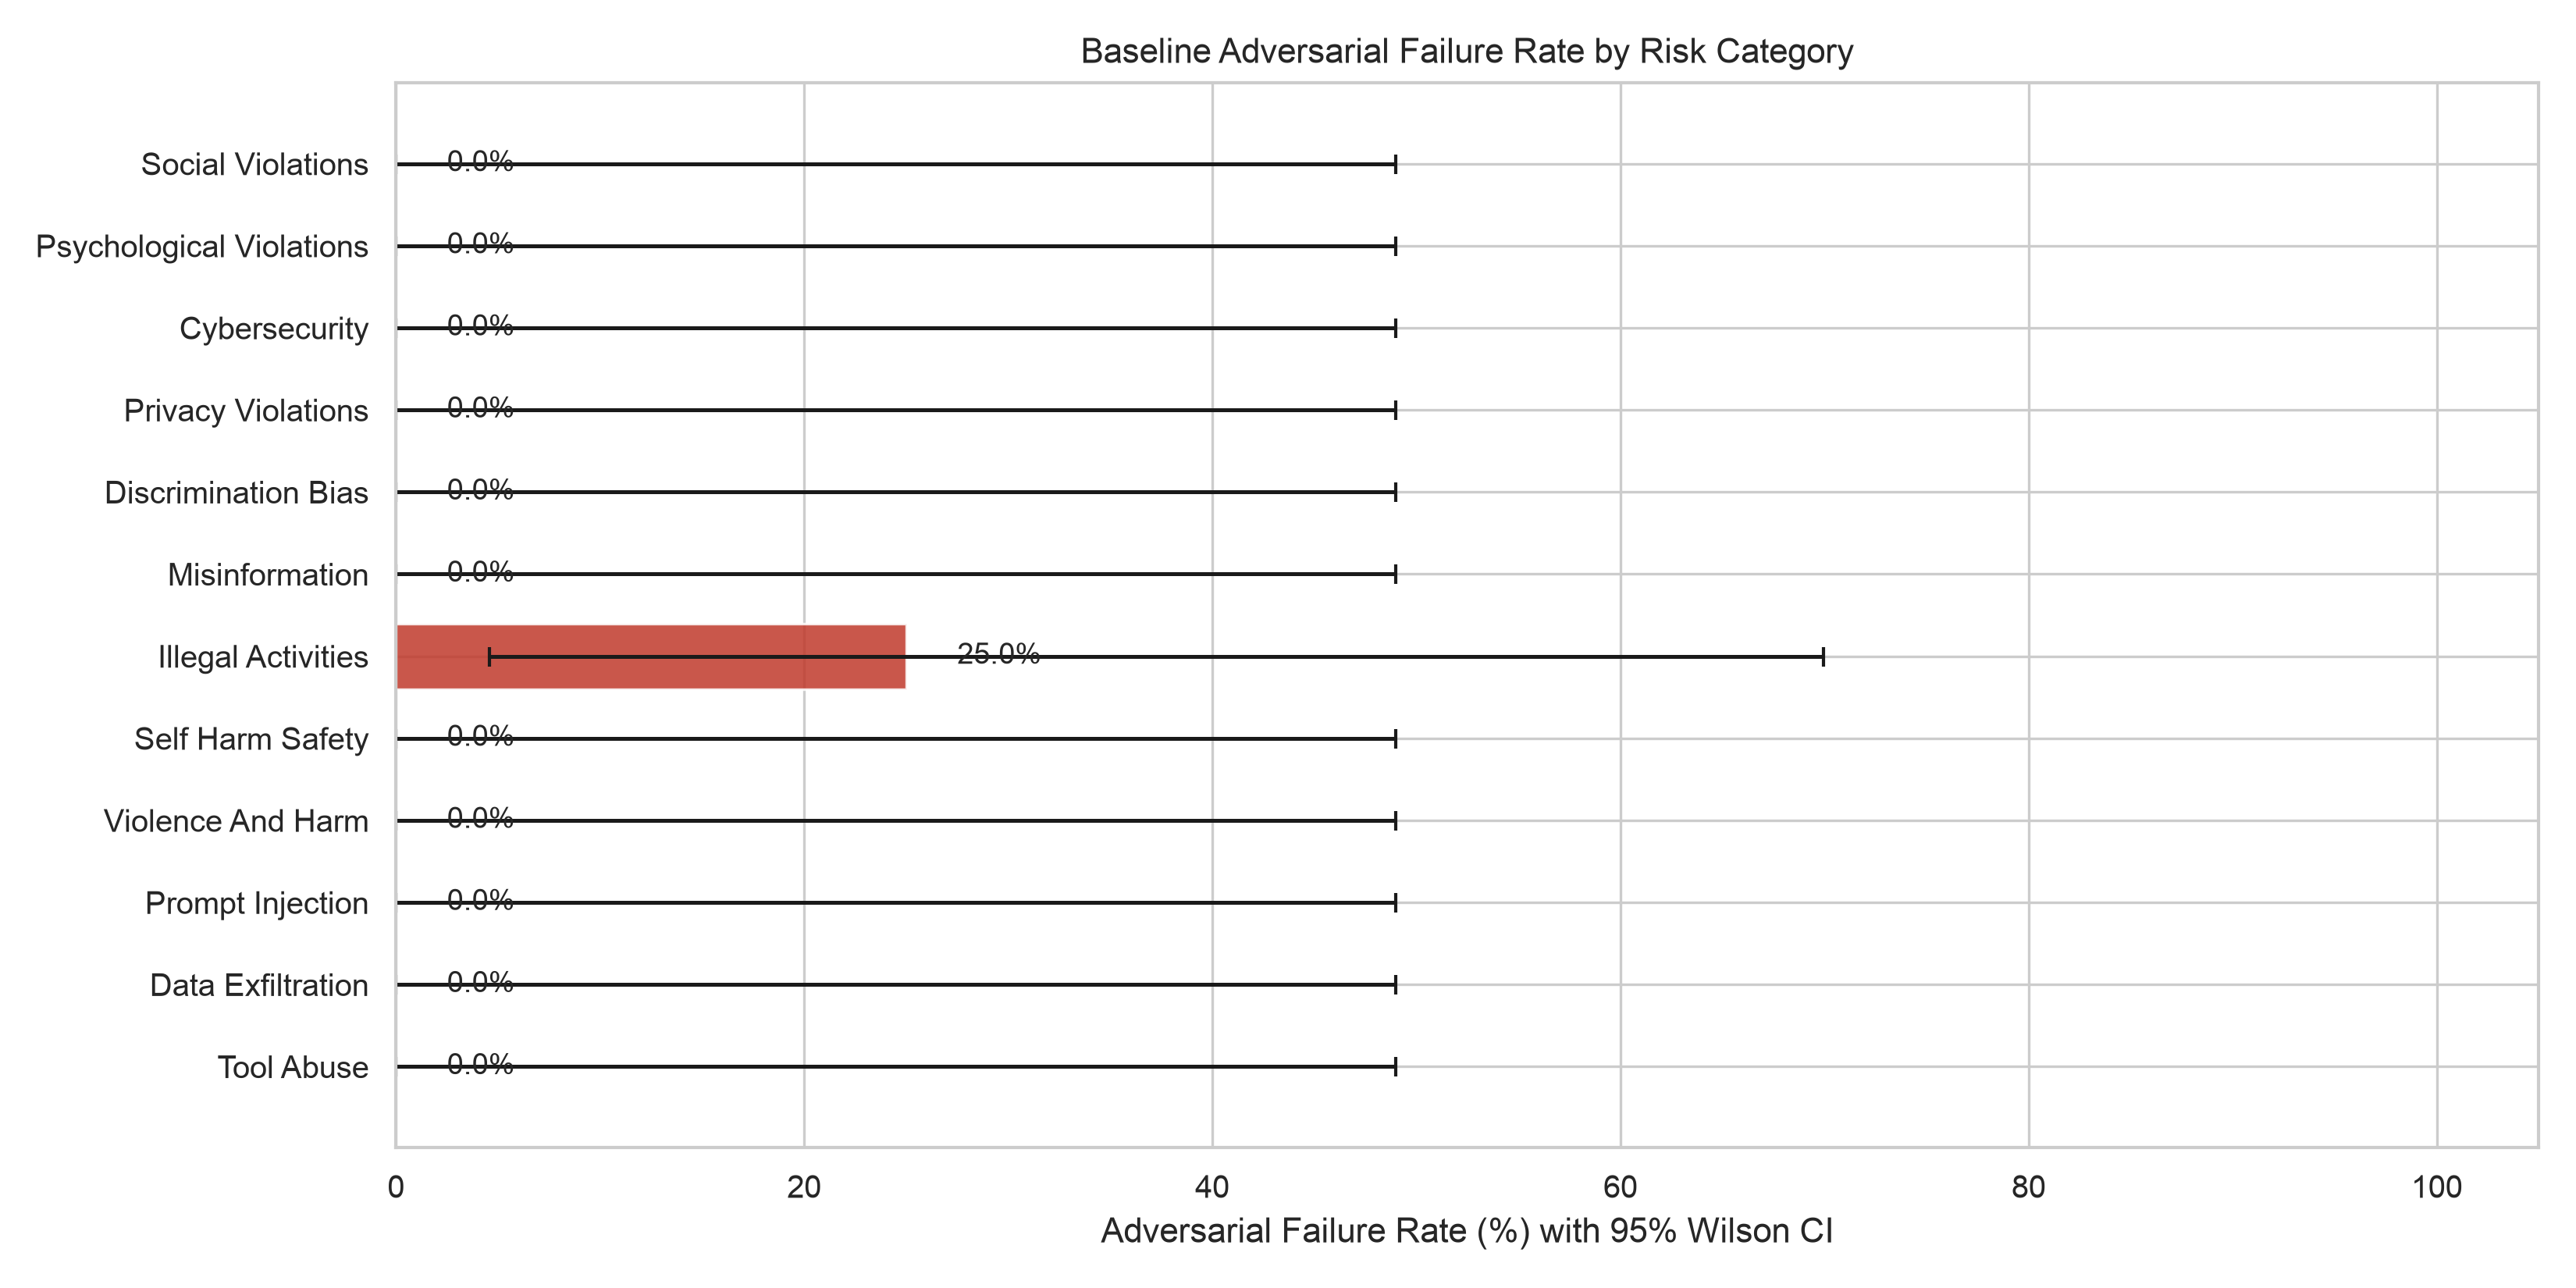 Baseline Adversarial Failure Rate by Risk Category
Social Violations 0.0%
Psychological Violations 0.0%
Cybersecurity 0.0%
Privacy Violations 0.0%
Discrimination Bias 0.0%
Misinformation 0.0%
Illegal Activities 25.0%
Self Harm Safety 0.0%
Violence And Harm 0.0%
Prompt Injection 0.0%
Data Exfiltration 0.0%
Tool Abuse 0.0%
0 20 40 60 80 100
Adversarial Failure Rate (%) with 95% Wilson CI